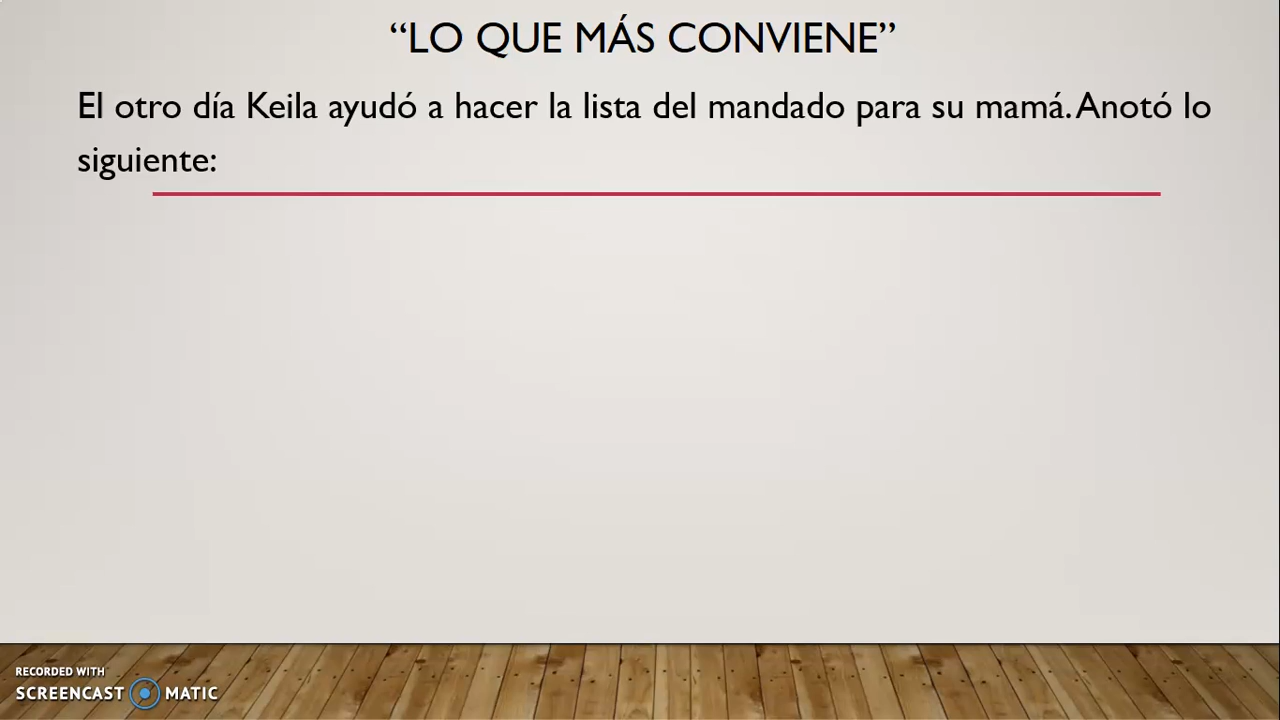 “LO QUE MÁS CONVIENE”
El otro día Keila ayudó a hacer la lista del mandado para su mamá. Anotó lo
siguiente:
RECORDED WITH
SCREENCAST MATIC